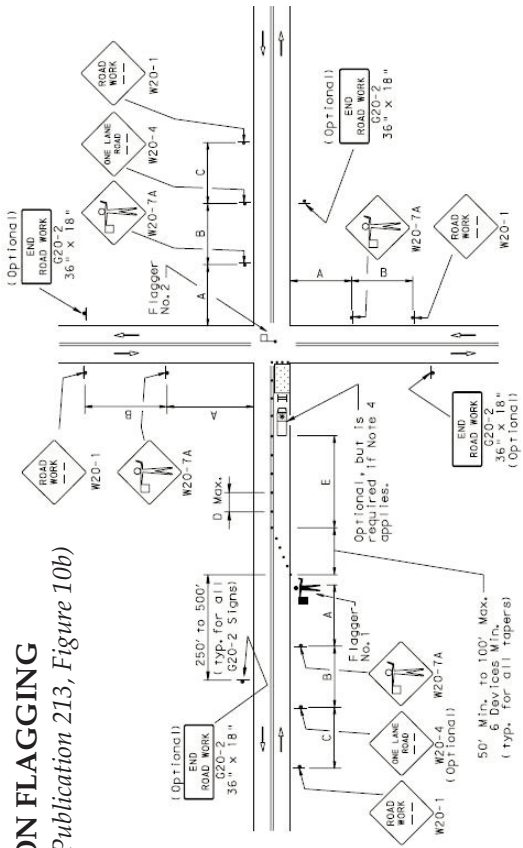 ON FLAGGING
Publication 213, Figure 10b)
(Optional)
END
ROAD WORK
G20-2
36" x 18"
ROAD
WORK
W20-1
ONE LANE
ROAD
W20-4
W20-7A
C
B
A
Flagger
No. 2
ROAD
WORK
W20-1
W20-7A
B
A
(Optional)
END
ROAD WORK
G20-2
36" x 18"
A
B
W20-7A
ROAD
WORK
W20-1
END
ROAD WORK
G20-2
36" x 18"
(Optional)
250' to 500'
(typ. for all
G20-2 Signs)
D Max.
E
Optional, but is
required if Note 4
applies.
(Optional)
END
ROAD WORK
G20-2
36" x 18"
Flagger
No. 1
A
B
C
W20-7A
ONE LANE
ROAD
W20-4
(Optional)
ROAD
WORK
W20-1
50' Min. to 100' Max.
6 Devices Min.
(typ. for all tapers)